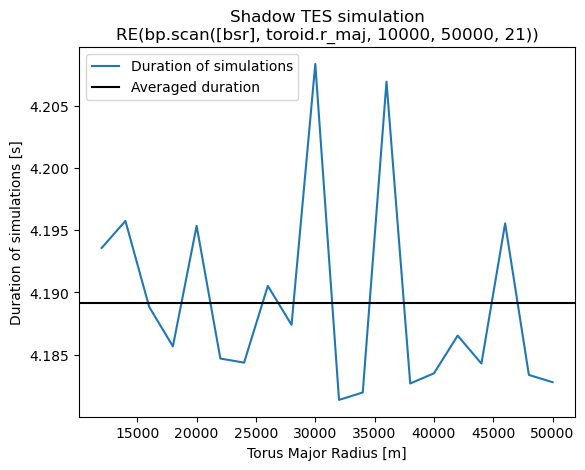 Shadow TES simulation
RE(bp.scan([bsr], toroid.r_maj, 10000, 50000, 21))
Duration of simulations
Averaged duration
Duration of simulations [s]
4.205
4.200
4.195
4.190
4.185
15000
20000
25000
30000
35000
40000
45000
50000
Torus Major Radius [m]